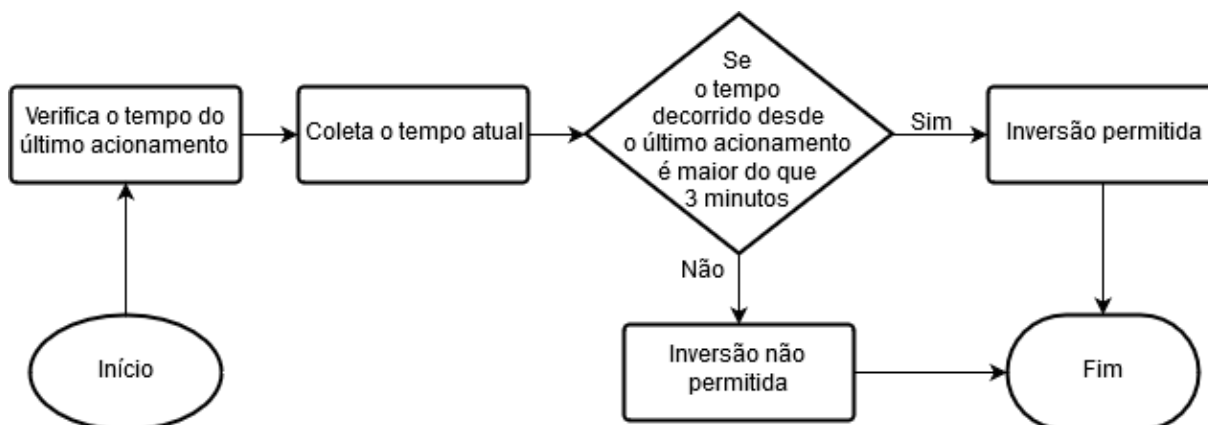 Início
Verifica o tempo do
último acionamento
Coleta o tempo atual
Se
o tempo
decorrido desde
o último acionamento
é maior do que
3 minutos
Sim
Inversão permitida
Não
Inversão não
permitida
Fim